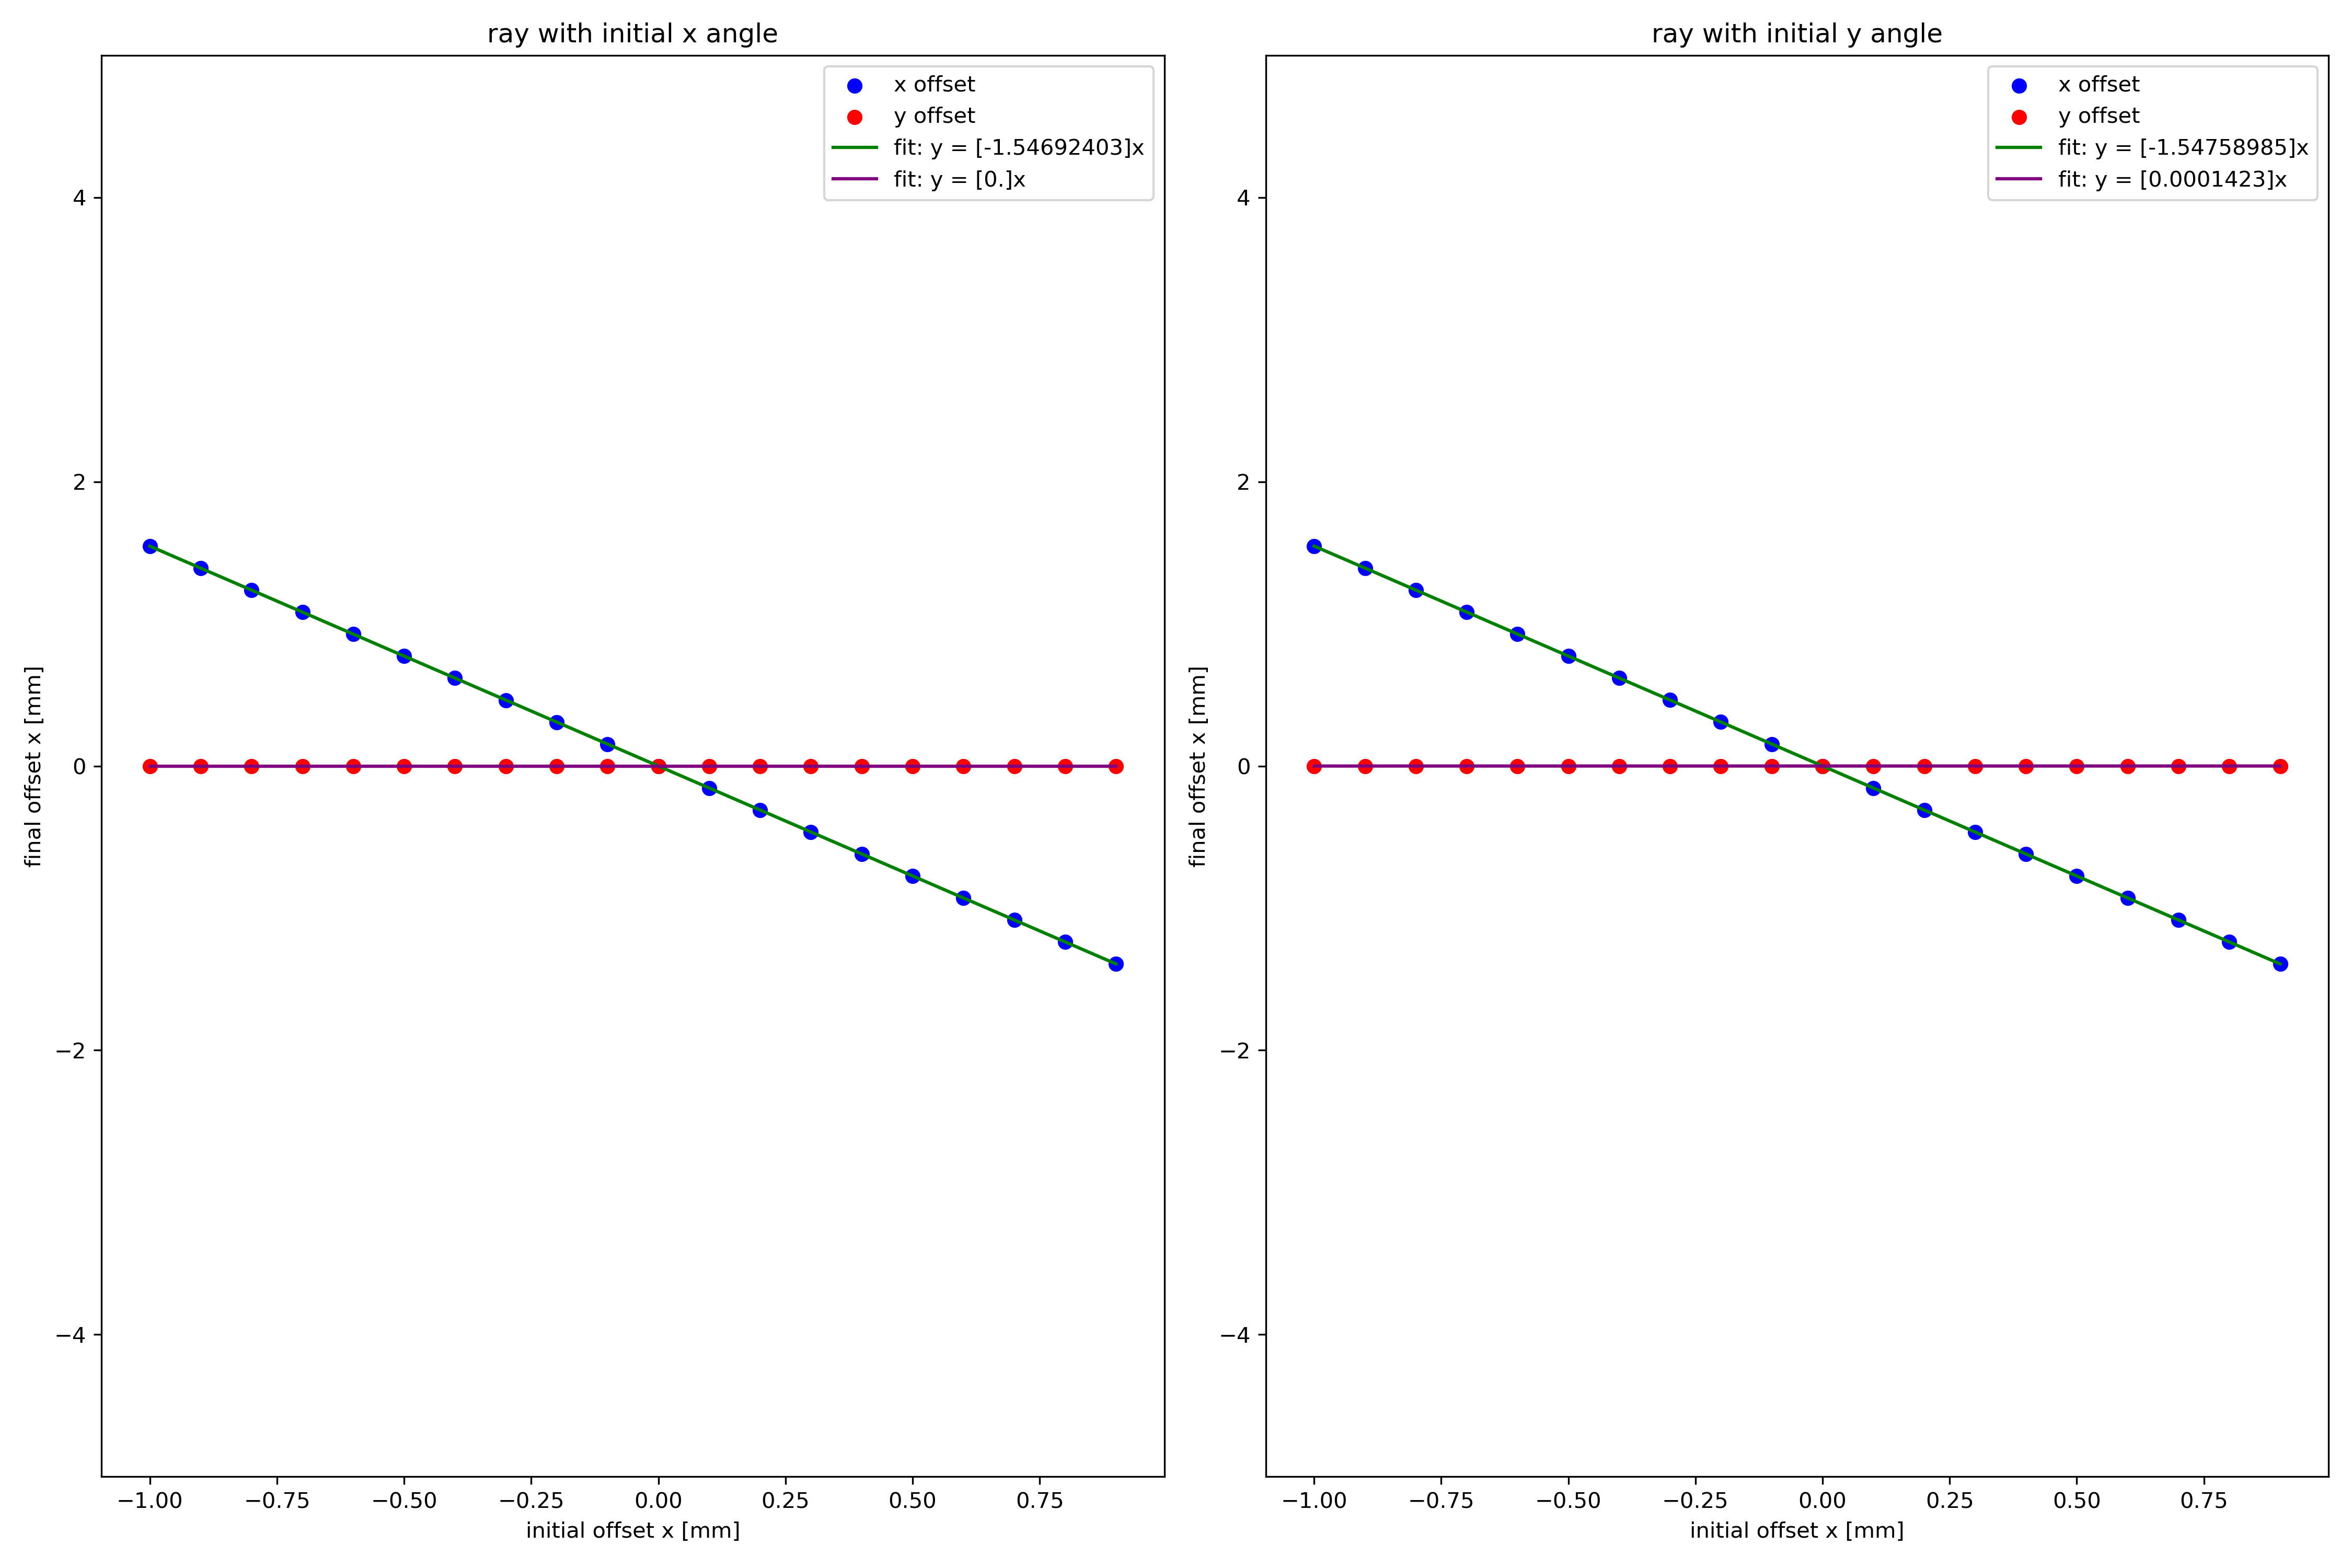 ray with initial x angle
x offset
y offset
fit: y = [-1.54692403]x
fit: y = [0.]x
4
2
0
−2
−4
final offset x [mm]
−1.00 −0.75 −0.50 −0.25 0.00 0.25 0.50 0.75
initial offset x [mm]
ray with initial y angle
x offset
y offset
fit: y = [-1.54758985]x
fit: y = [0.0001423]x
4
2
0
−2
−4
final offset x [mm]
−1.00 −0.75 −0.50 −0.25 0.00 0.25 0.50 0.75
initial offset x [mm]